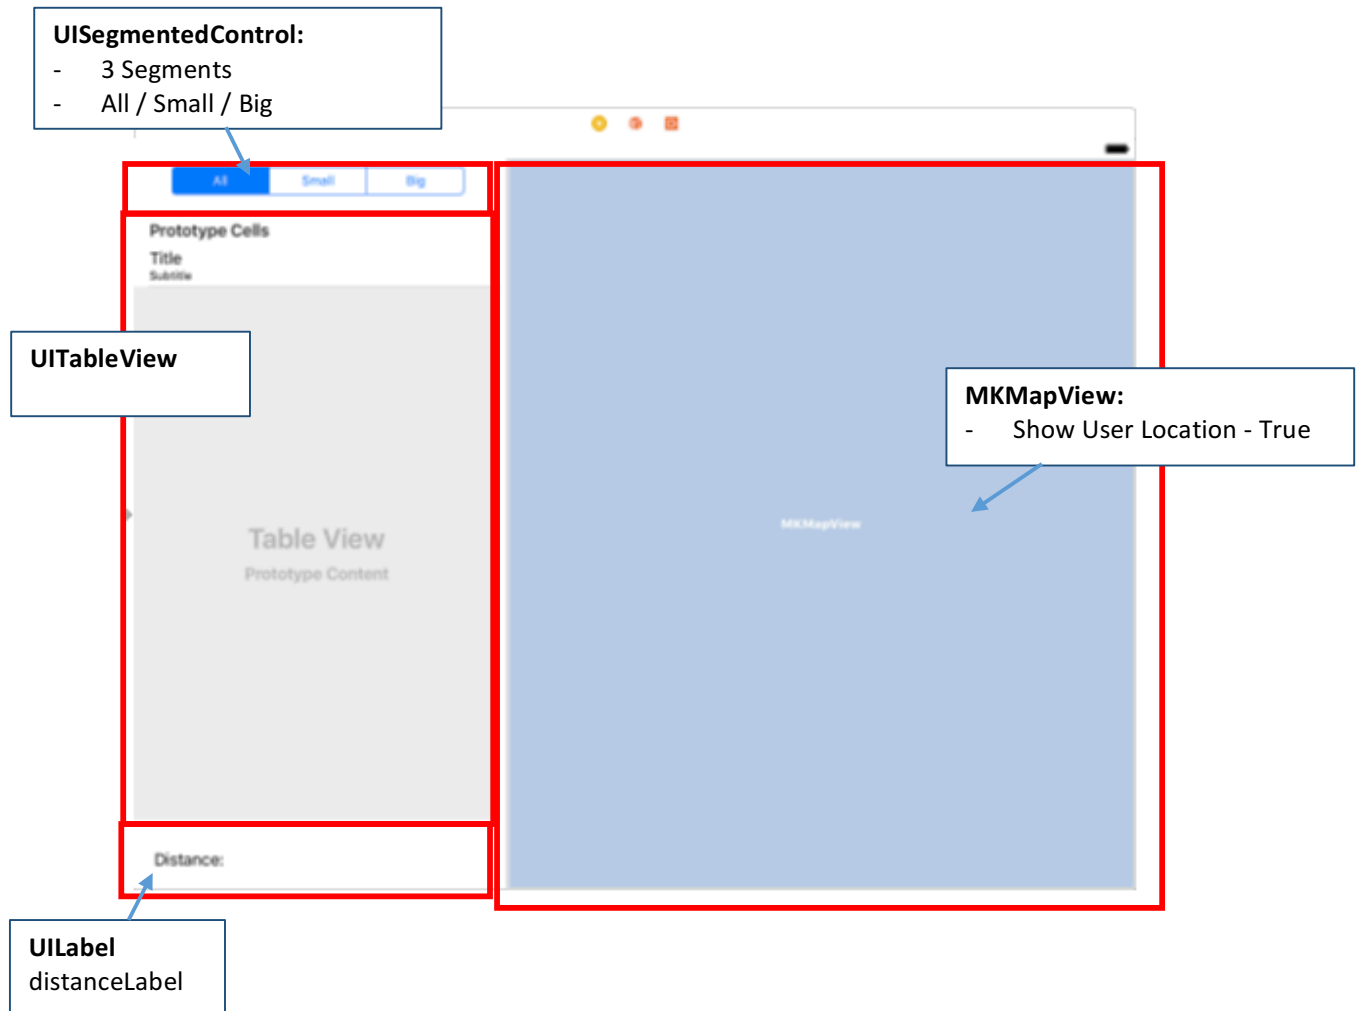 UISegmentedControl:
- 3 Segments
- All / Small / Big
All Small Big
Prototype Cells
Title
Subtitle
UITableView
MKMapView:
- Show User Location - True
MKMapView
Table View
Prototype Content
Distance:
UILabel
distanceLabel